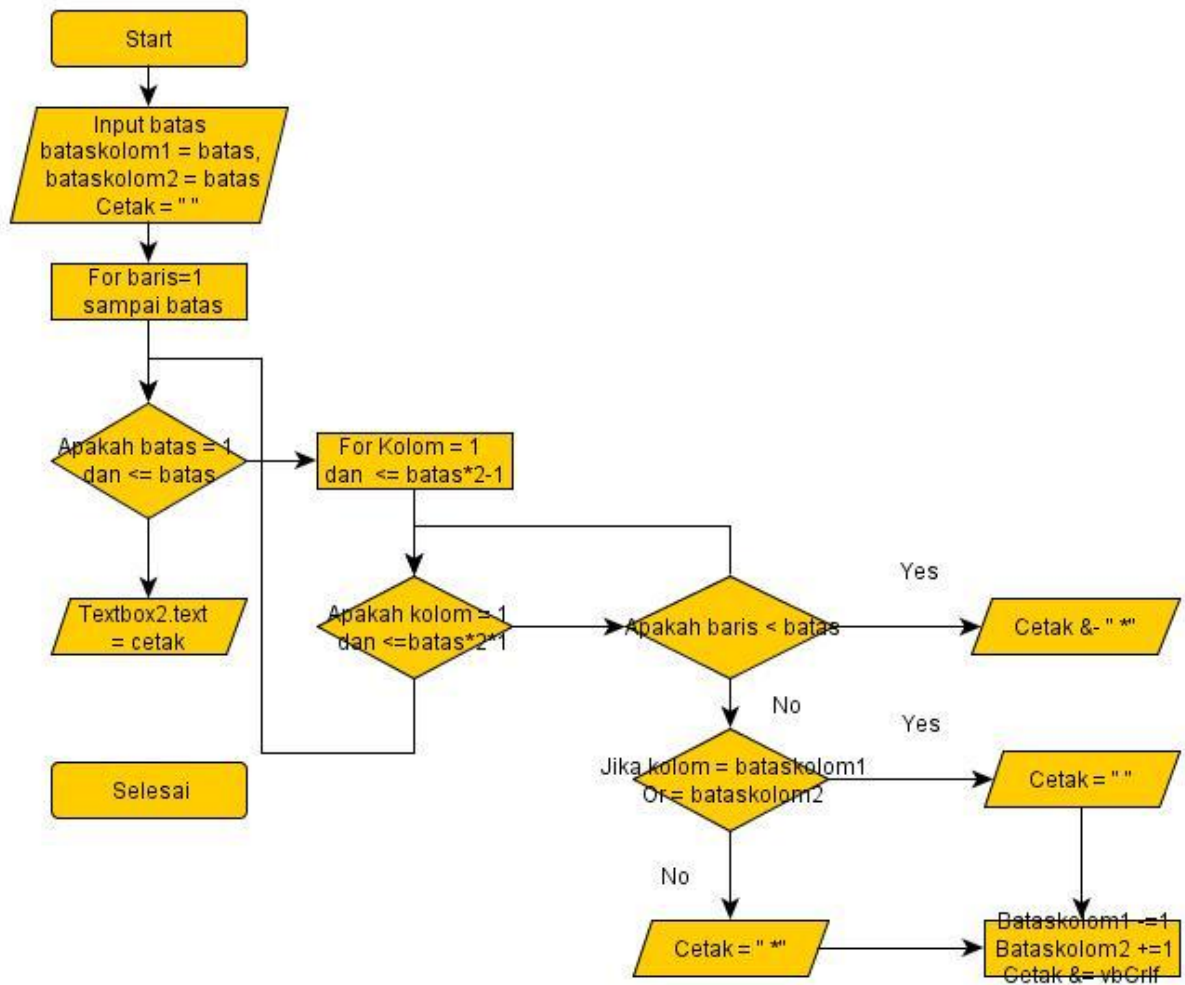 Start
Input batas
bataskolom1 = batas,
bataskolom2 = batas
Cetak = " "
For baris=1
sampai batas
Apakah batas = 1
dan <= batas
For Kolom = 1
dan <= batas*2-1
Textbox2.text
= cetak
Apakah kolom = 1
dan <=batas*2*1
Apakah baris < batas
Yes
Cetak &- " *"
No
Jika kolom = bataskolom1
Or = bataskolom2
Yes
Cetak = " "
Selesai
No
Cetak = " *"
Bataskolom1 -=1
Bataskolom2 +=1
Cetak &= vbCrlf